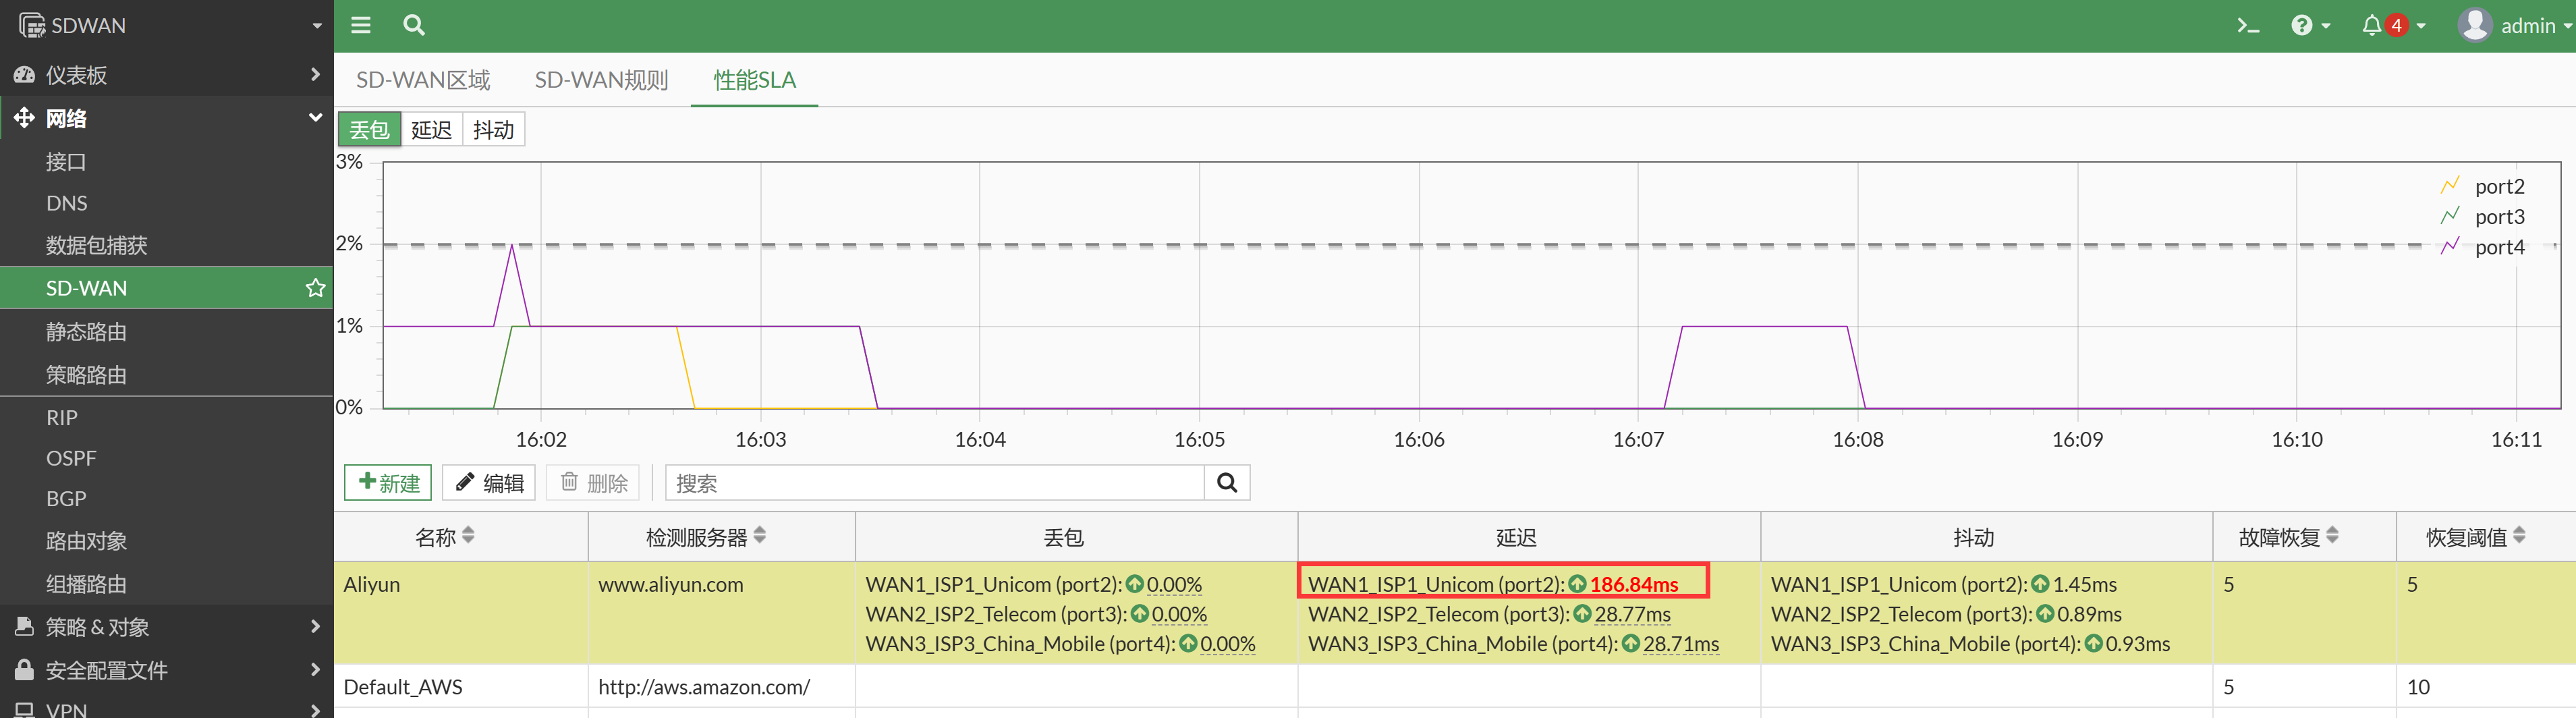 SDWAN
4
admin
仪表板
网络
接口
DNS
数据包捕获
SD-WAN
静态路由
策略路由
RIP
OSPF
BGP
路由对象
组播路由
策略 & 对象
安全配置文件
VPN
SD-WAN区域 SD-WAN规则 性能SLA
丢包 延迟 抖动
3%
2%
1%
0%
port2
port3
port4
16:02 16:03 16:04 16:05 16:06 16:07 16:08 16:09 16:10 16:11
新建 编辑 删除 搜索
名称 检测服务器 丢包 延迟 抖动 故障恢复 恢复阈值
Aliyun www.aliyun.com WAN1_ISP1_Unicom (port2): 0.00% WAN1_ISP1_Unicom (port2): 186.84ms WAN1_ISP1_Unicom (port2): 1.45ms 5 5
WAN2_ISP2_Telecom (port3): 0.00% WAN2_ISP2_Telecom (port3): 28.77ms WAN2_ISP2_Telecom (port3): 0.89ms
WAN3_ISP3_China_Mobile (port4): 0.00% WAN3_ISP3_China_Mobile (port4): 28.71ms WAN3_ISP3_China_Mobile (port4): 0.93ms
Default_AWS http://aws.amazon.com/ 5 10